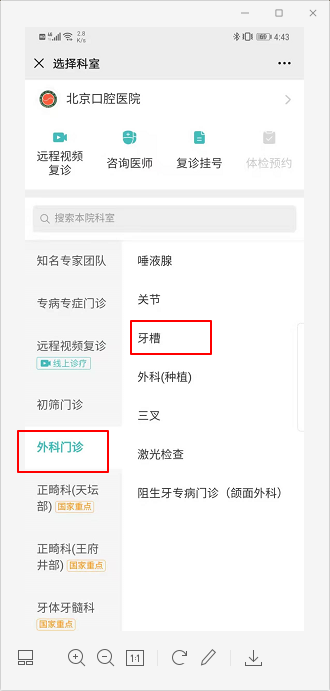 2.8
K/s
69
4:43
选择科室
北京口腔医院
远程视频
复诊
咨询医师
复诊挂号
体检预约
搜索本院科室
知名专家团队
专病专症门诊
远程视频复诊
线上诊疗
初筛门诊
外科门诊
正畸科(天坛
部) 国家重点
正畸科(王府
井部) 国家重点
牙体牙髓科
国家重点
唾液腺
关节
牙槽
外科(种植)
三叉
激光检查
阻生牙专病门诊（颌面外科）
1:1